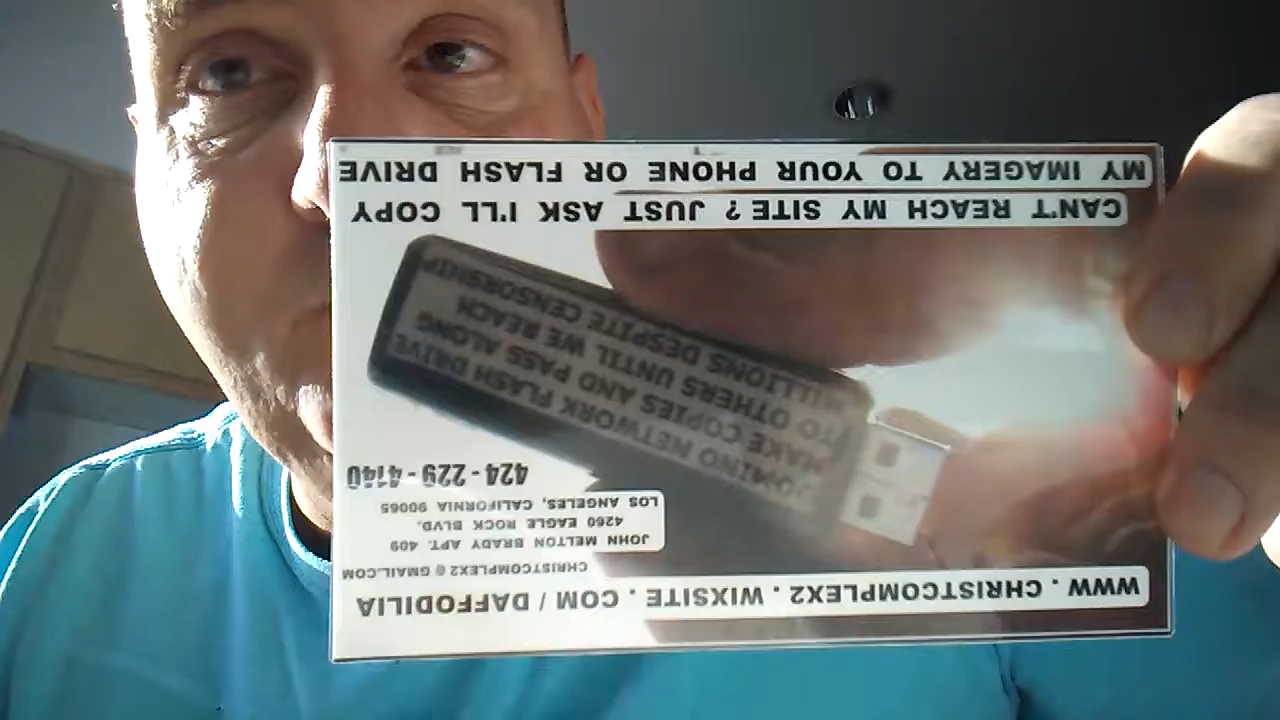 WWW . CHRISTCOMPLEX2 . WIXSITE . COM / DAFFODILIA
CHRISTCOMPLEX2 @ GMAIL.COM
JOHN MELTON BRADY APT. 409
4260 EAGLE ROCK BLVD.
LOS ANGELES, CALIFORNIA 90065
424 - 229 - 4140
DOMINO NETWORK FLASH DRIVE
MAKE COPIES AND PASS ALONG
TO OTHERS UNTIL WE REACH
MILLIONS DESPITE CENSORSHIP
CAN'T REACH MY SITE ? JUST ASK I'LL COPY
MY IMAGERY TO YOUR PHONE OR FLASH DRIVE